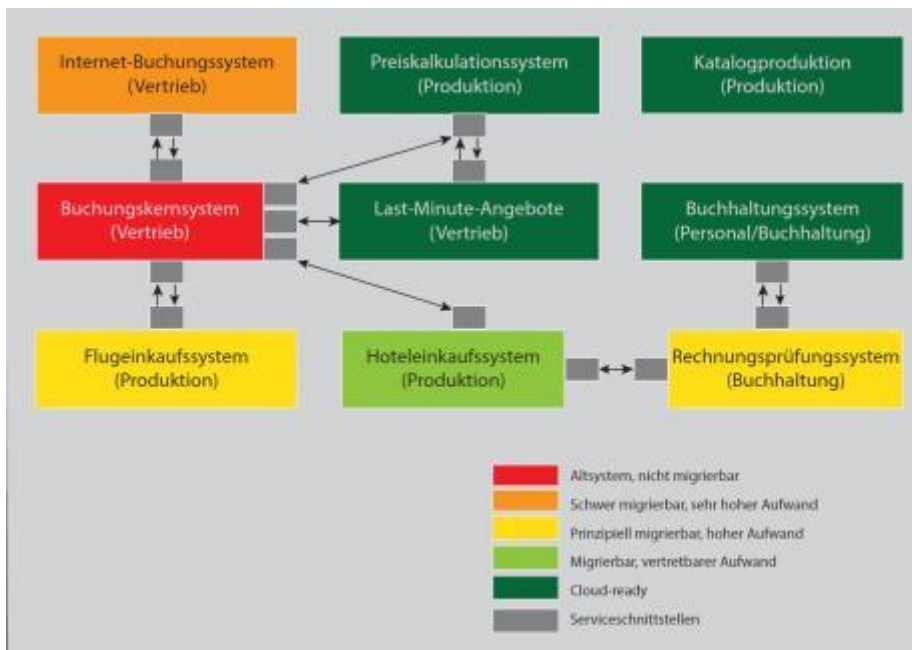 Internet-Buchungssystem
(Vertrieb)
Preiskalkulationssystem
(Produktion)
Katalogproduktion
(Produktion)
Buchungskernsystem
(Vertrieb)
Last-Minute-Angebote
(Vertrieb)
Buchhaltungssystem
(Personal/Buchhaltung)
Flugeinkaufssystem
(Produktion)
Hoteleinkaufssystem
(Produktion)
Rechnungsprüfungssystem
(Buchhaltung)
Altsystem, nicht migrierbar
Schwer migrierbar, sehr hoher Aufwand
Prinzipiell migrierbar, hoher Aufwand
Migrierbar, vertretbarer Aufwand
Cloud-ready
Serviceschnittstellen